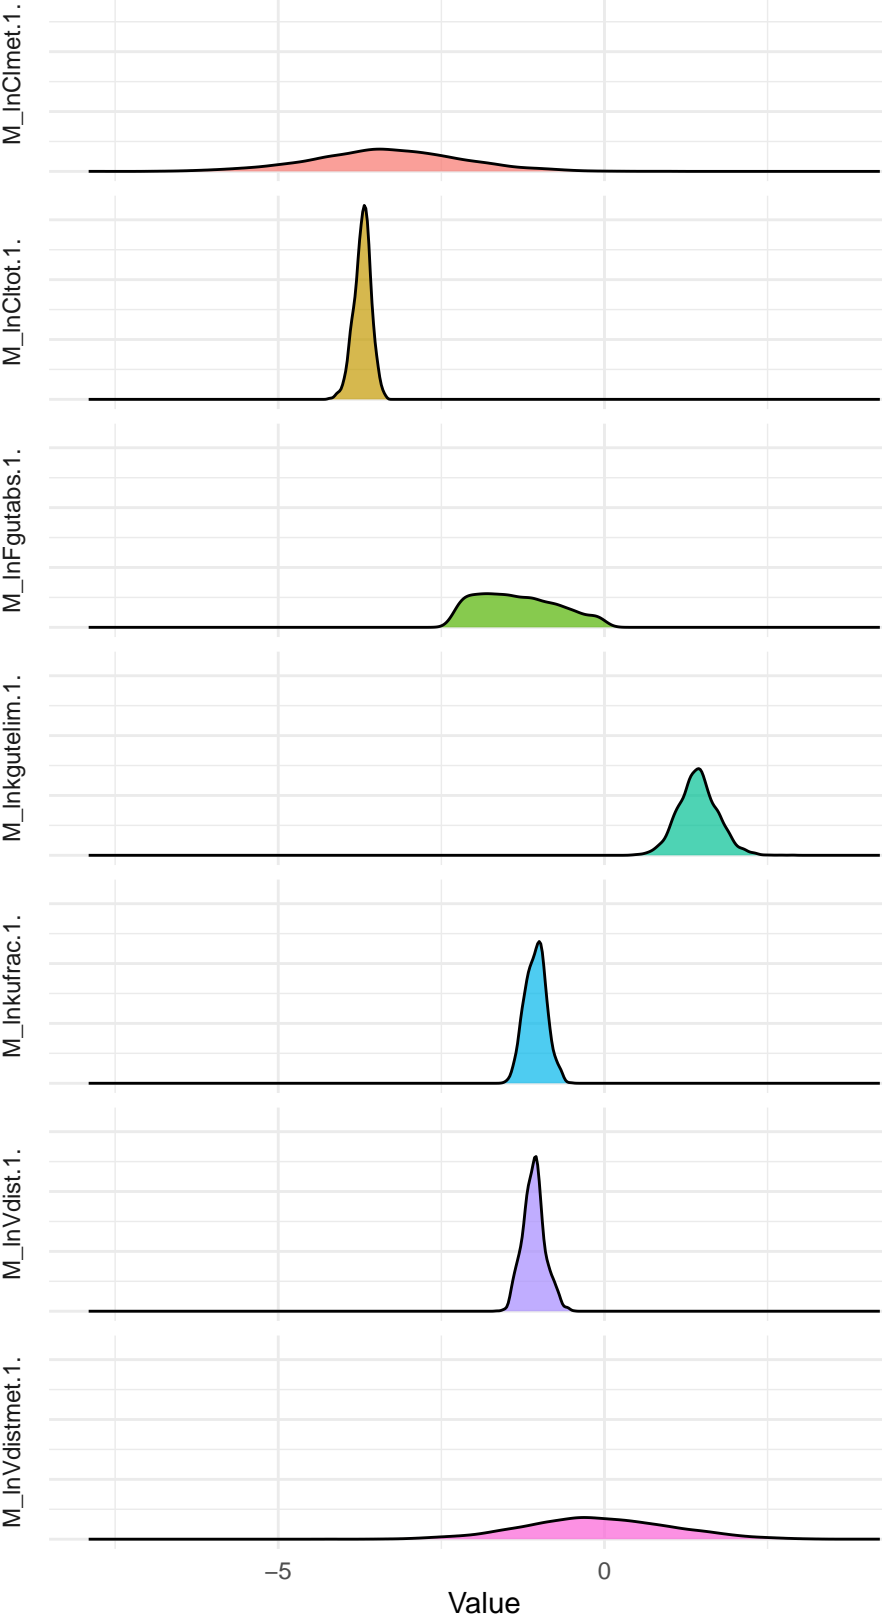 M_lnClmet.1.
M_lnCltot.1.
M_lnFgutabs.1.
M_lnkgutelim.1.
M_lnkufrac.1.
M_lnVdist.1.
M_lnVdistmet.1.
−5 0
Value